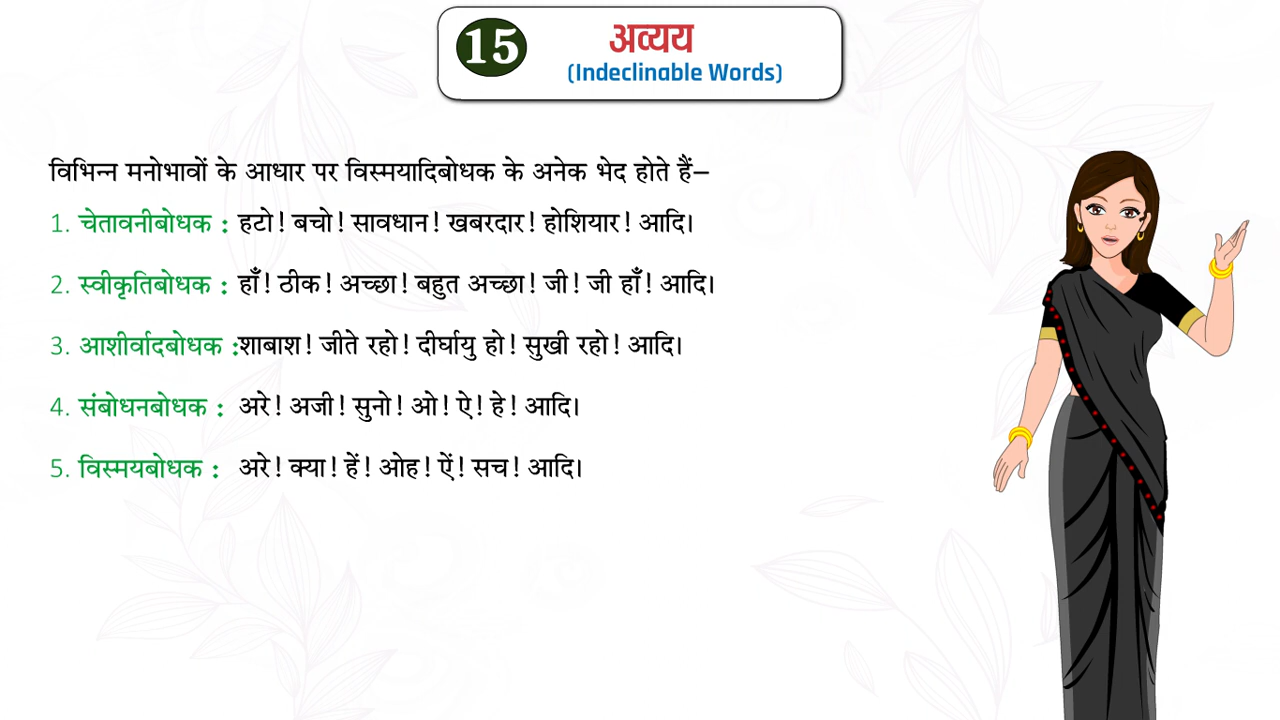 15
अव्यय
(Indeclinable Words)
विभिन्न मनोभावों के आधार पर विस्मयादिबोधक के अनेक भेद होते हैं–
1. चेतावनीबोधक : हटो! बचो! सावधान! खबरदार! होशियार! आदि।
2. स्वीकृतिबोधक : हाँ! ठीक! अच्छा! बहुत अच्छा! जी! जी हाँ! आदि।
3. आशीर्वादबोधक : शाबाश! जीते रहो! दीर्घायु हो! सुखी रहो! आदि।
4. संबोधनबोधक : अरे! अजी! सुनो! ओ! ऐ! हे! आदि।
5. विस्मयबोधक : अरे! क्या! हें! ओह! ऐं! सच! आदि।